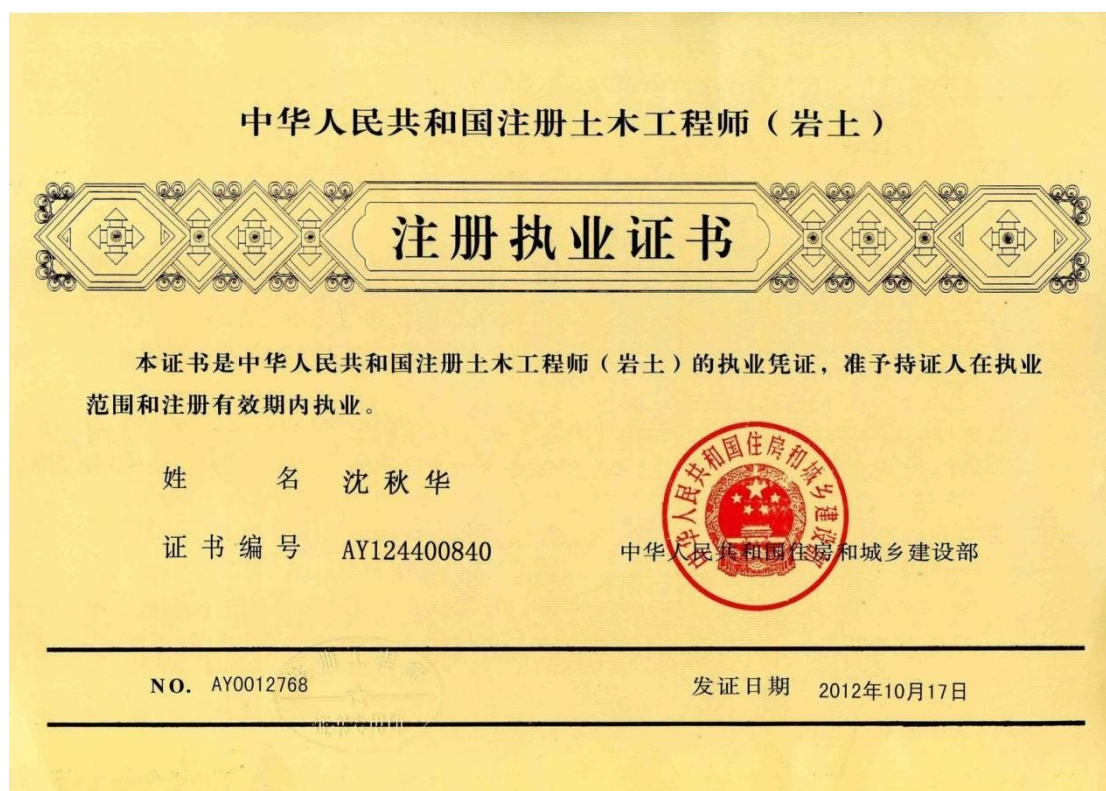 中华人民共和国注册土木工程师（岩土）
注册执业证书
本证书是中华人民共和国注册土木工程师（岩土）的执业凭证，准予持证人在执业
范围和注册有效期内执业。
姓 名 沈秋华
证书编号 AY124400840
中华人民共和国住房和城乡建设部
中华人民共和国住房和城乡建设部
NO. AY0012768
发证日期 2012年10月17日